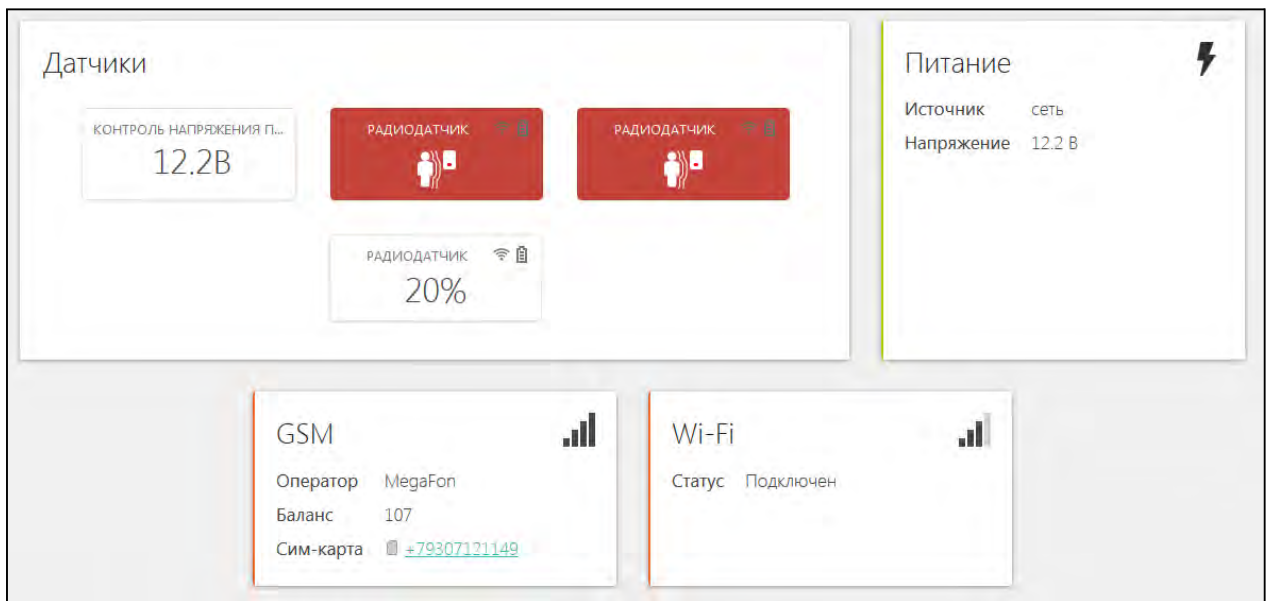 Датчики
КОНТРОЛЬ НАПРЯЖЕНИЯ П...
12.2В
РАДИОДАТЧИК
РАДИОДАТЧИК
РАДИОДАТЧИК
20%
Питание
Источник сеть
Напряжение 12.2 В
GSM
Оператор MegaFon
Баланс 107
Сим-карта +79307121149
Wi-Fi
Статус Подключен